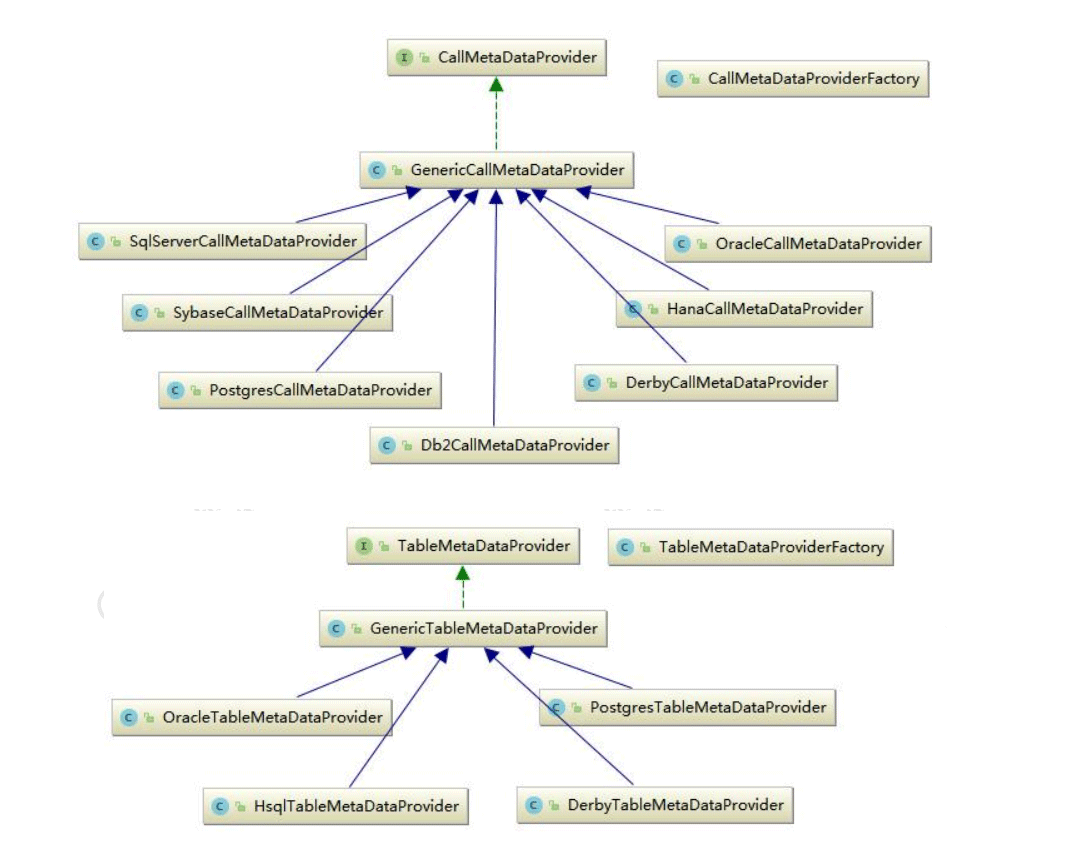 CallMetaDataProvider
CallMetaDataProviderFactory
GenericCallMetaDataProvider
SqlServerCallMetaDataProvider
OracleCallMetaDataProvider
SybaseCallMetaDataProvider
HanaCallMetaDataProvider
PostgresCallMetaDataProvider
DerbyCallMetaDataProvider
Db2CallMetaDataProvider
TableMetaDataProvider
TableMetaDataProviderFactory
GenericTableMetaDataProvider
OracleTableMetaDataProvider
PostgresTableMetaDataProvider
HsqlTableMetaDataProvider
DerbyTableMetaDataProvider